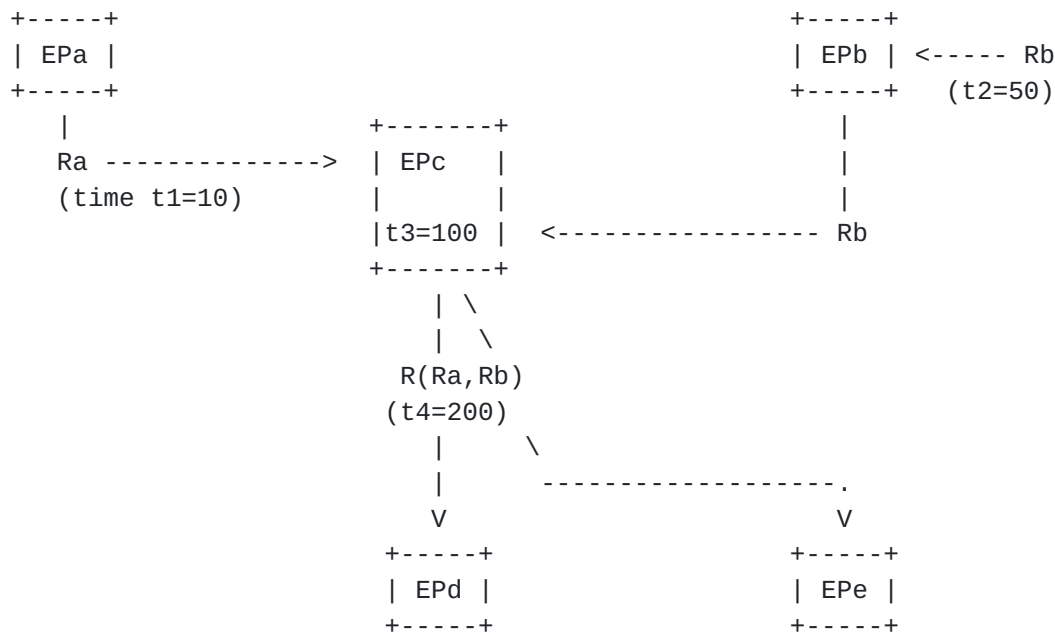 +-----+ +-----+
| EPa | | EPb | <----- Rb
+-----+ +-----+ (t2=50)
| +-------+ |
Ra --------------> | EPc | |
(time t1=10) | | |
|t3=100 | <----------------- Rb
+-------+
| \
| \
R(Ra,Rb)
(t4=200)
| \
| -------------------.
V V
+-----+ +-----+
| EPd | | EPe |
+-----+ +-----+